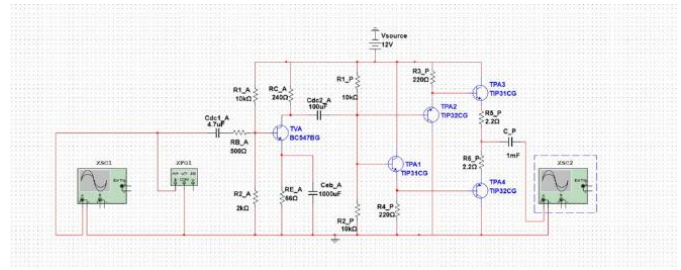 Vsource
12V
R1_A
10kΩ
RC_A
240Ω
R1_P
10kΩ
R3_P
220Ω
TPA3
TIP31CG
Cdc2_A
100uF
TPA2
TIP32CG
R5_P
2.2Ω
Cdc1_A
4.7uF
TVA
BC547BG
RB_A
500Ω
C_P
1mF
XSC1
XFG1
TPA1
TIP31CG
R6_P
2.2Ω
XSC2
R2_A
2kΩ
RE_A
56Ω
Ceb_A
1000uF
R2_P
10kΩ
R4_P
220Ω
TPA4
TIP32CG